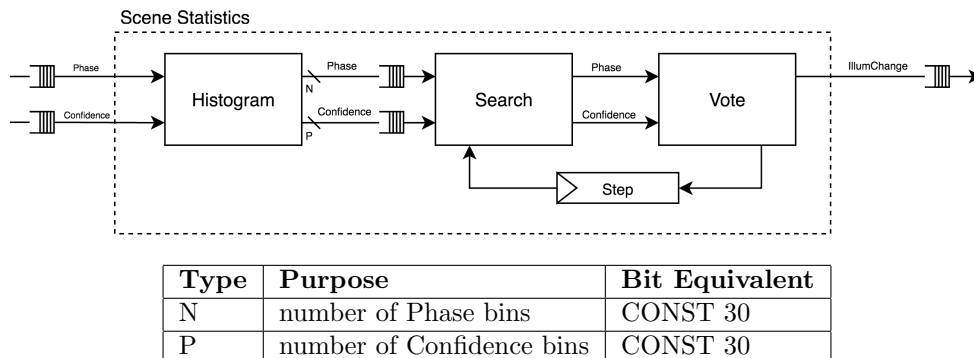 Scene Statistics
Phase Phase Phase IllumChange
N
Histogram Search Vote
Confidence Confidence Confidence
P
Step
Type Purpose Bit Equivalent
N number of Phase bins CONST 30
P number of Confidence bins CONST 30